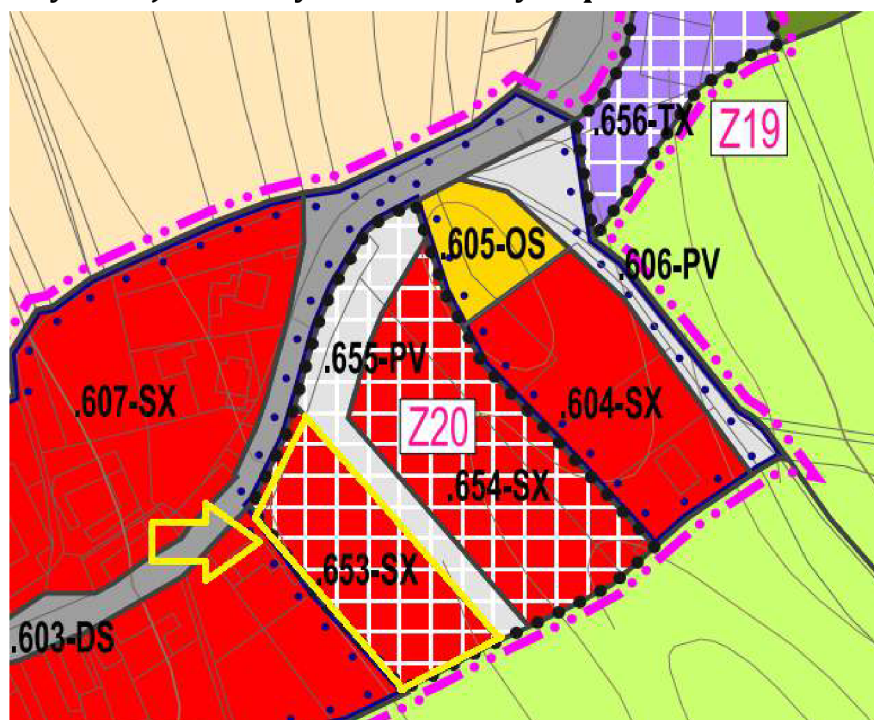 .656-TX
Z19
.605-OS
.606-PV
.655-PV
.607-SX
.604-SX
Z20
.654-SX
.653-SX
.603-DS